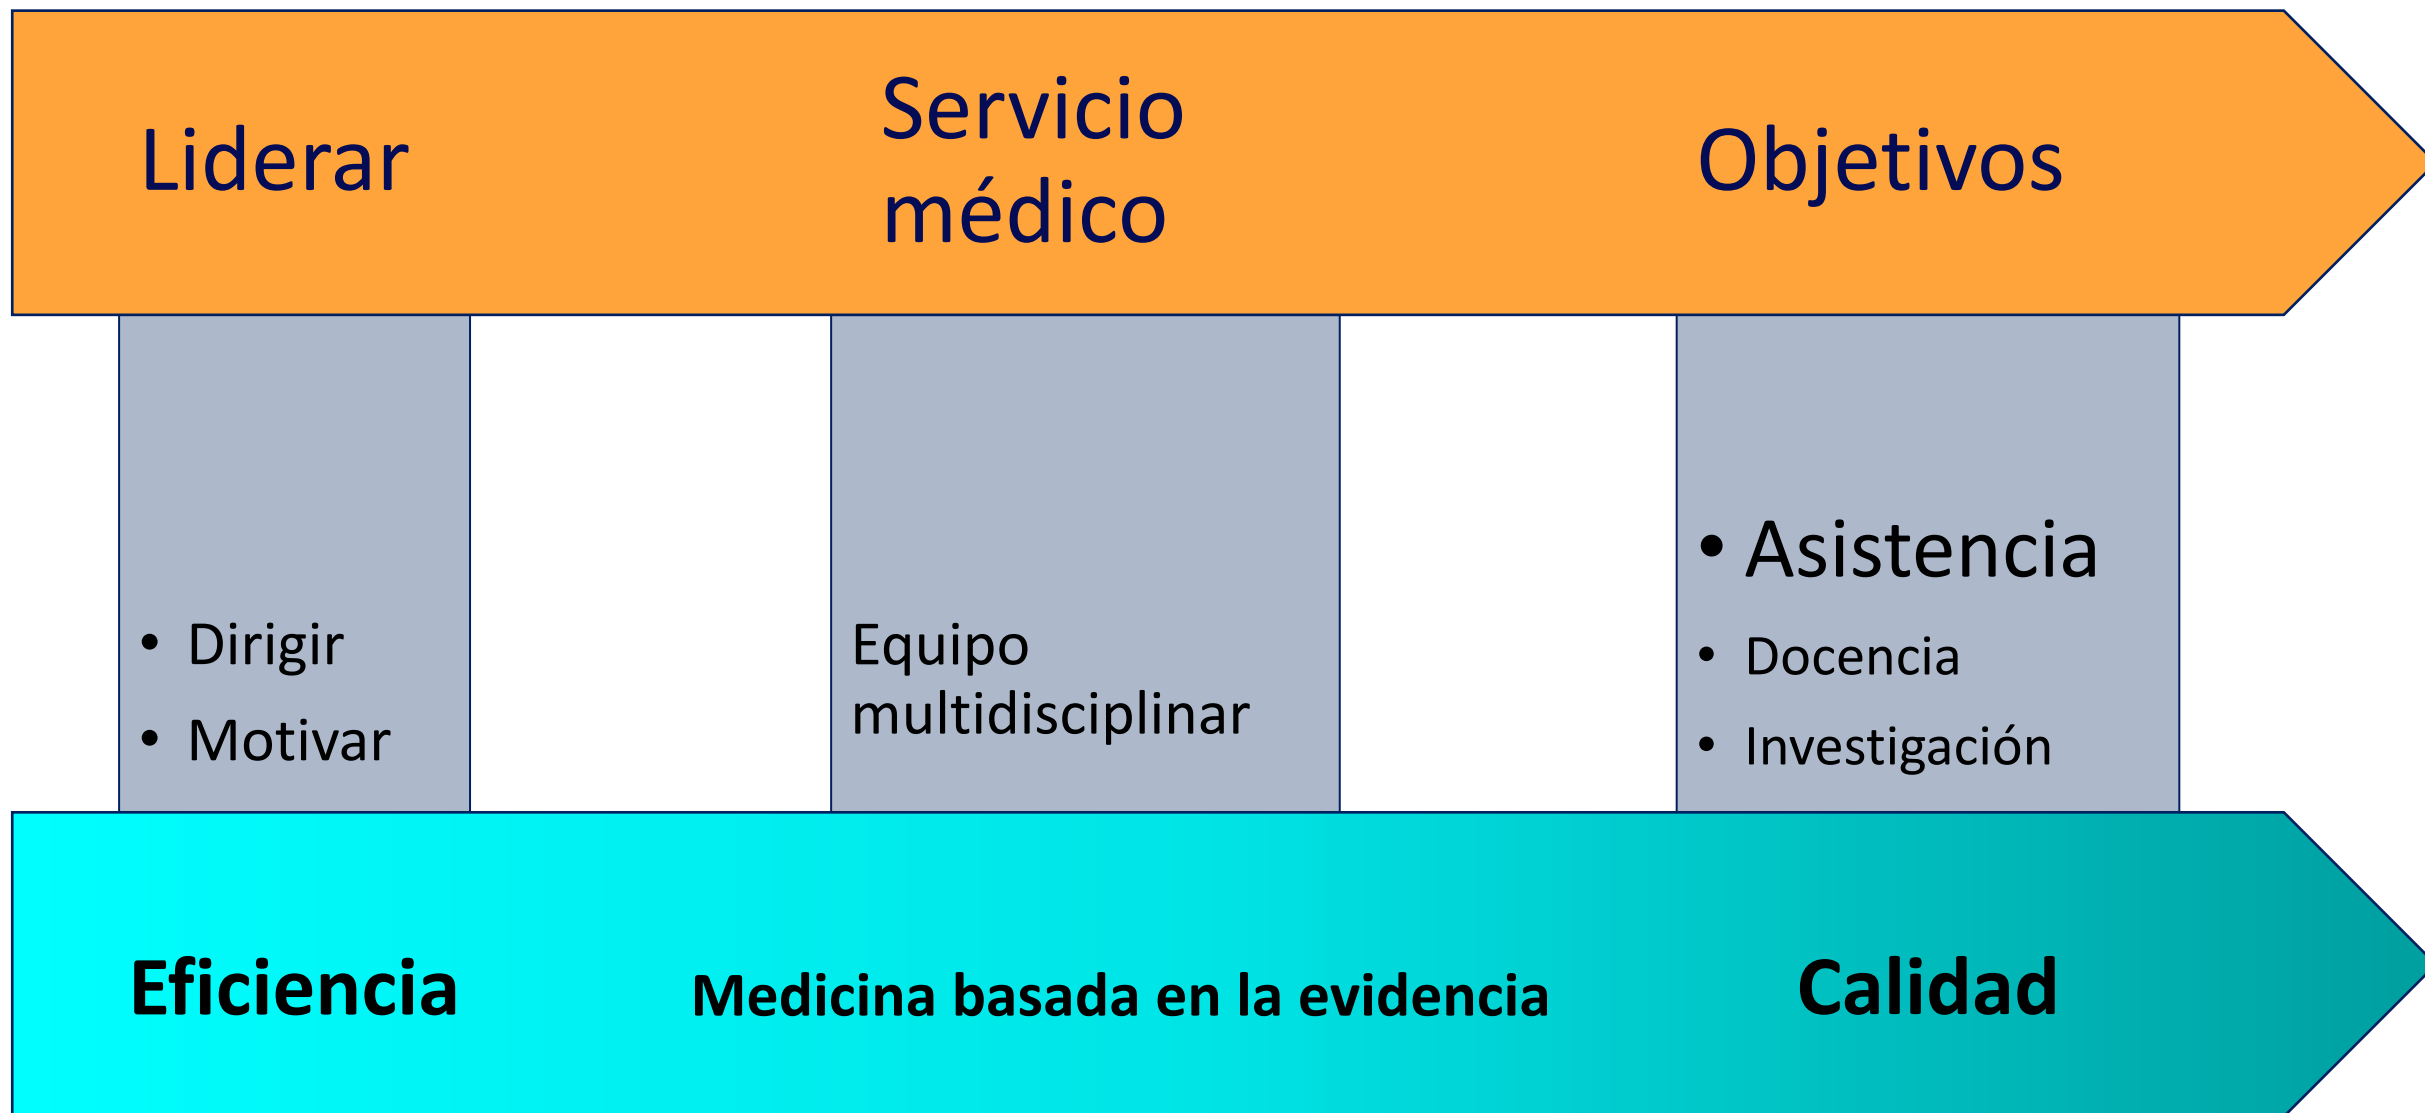 Liderar
Servicio
médico
Objetivos
• Dirigir
• Motivar
Equipo
multidisciplinar
• Asistencia
• Docencia
• Investigación
Eficiencia
Medicina basada en la evidencia
Calidad